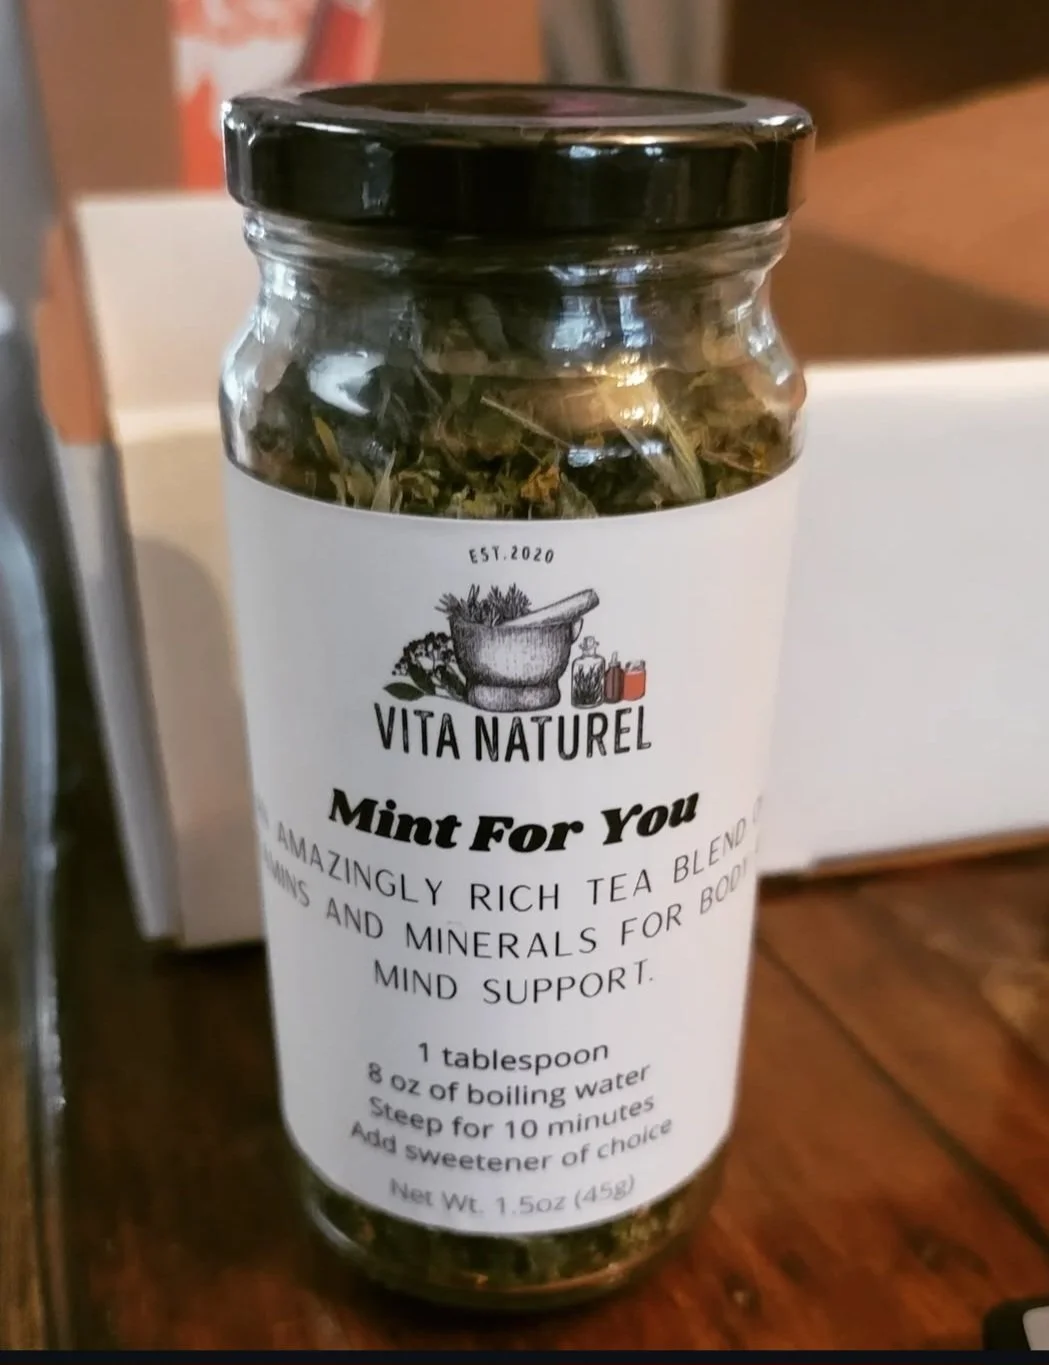 EST.2020
VITA NATUREL
Mint For You
AMAZINGLY RICH TEA BLEND
AND MINERALS FOR BODY
MIND SUPPORT.
1 tablespoon
8 oz of boiling water
Steep for 10 minutes
Add sweetener of choice
Net Wt. 1.5oz (45g)